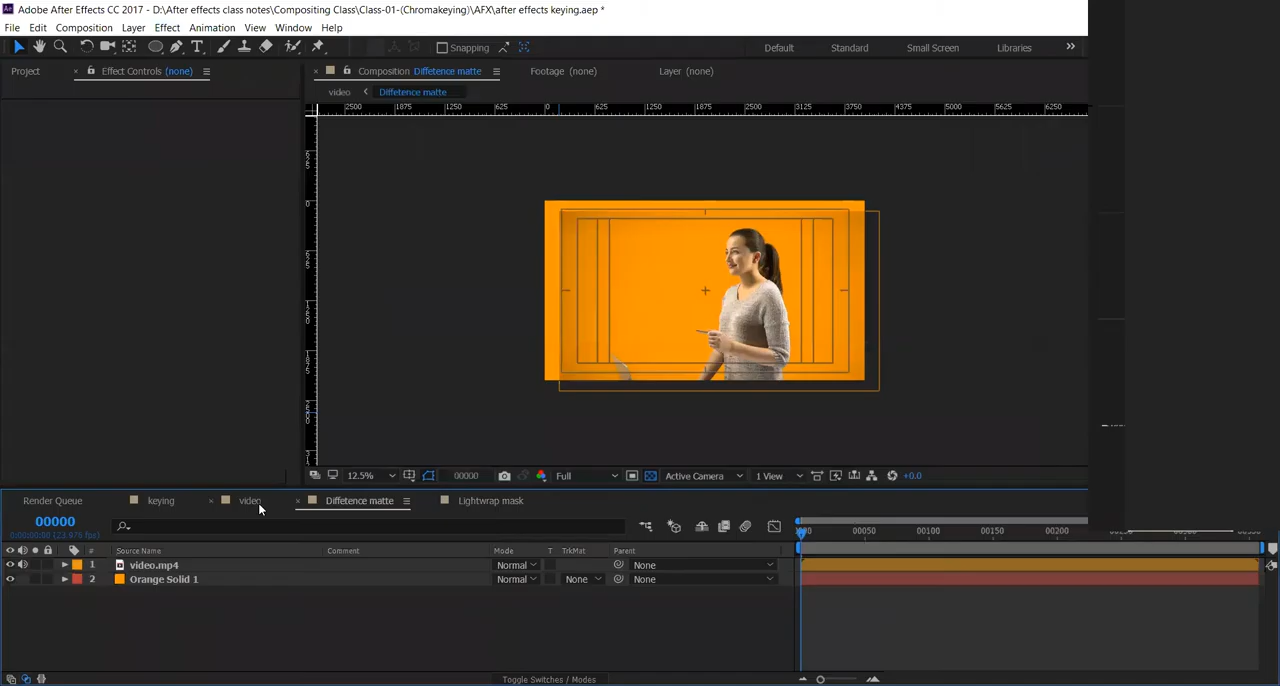 Adobe After Effects CC 2017 - D:\After effects class notes\Compositing Class\Class-01-(Chromakeying)\AFX\after effects keying.aep *
File Edit Composition Layer Effect Animation View Window Help
Snapping Default Standard Small Screen Libraries »
Project × Effect Controls (none) × Composition Diffetence matte Footage (none) Layer (none)
video Diffetence matte
2500 1875 1250 625 0 625 1250 1875 2500 3125 3750 4375 5000 5625 6250
12.5% 00000 Full Active Camera 1 View +0.0
Render Queue keying × video × Diffetence matte Lightwrap mask
00000
0:00:00:00 (23.976 fps)
00050 00100 00150 00200
# Source Name Comment Mode T TrkMat Parent
1 video.mp4 Normal None
2 Orange Solid 1 Normal None None
Toggle Switches / Modes